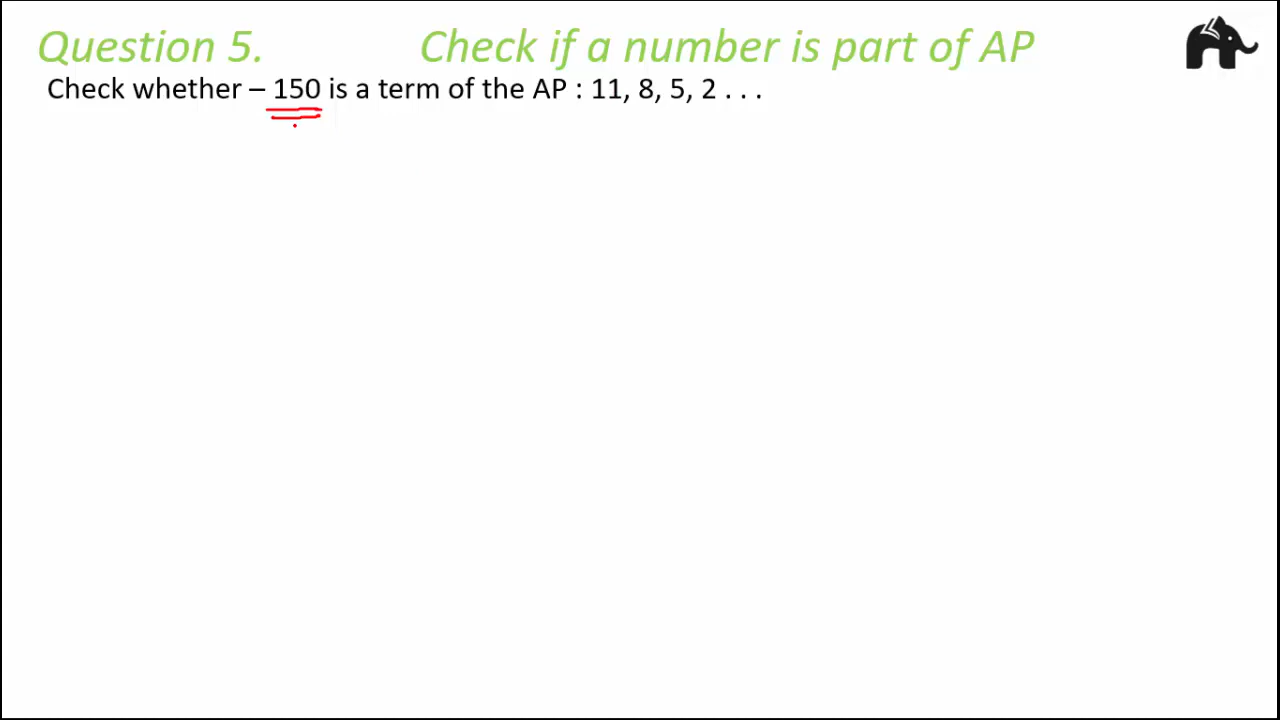 Question 5. Check if a number is part of AP
Check whether – 150 is a term of the AP : 11, 8, 5, 2 . . .